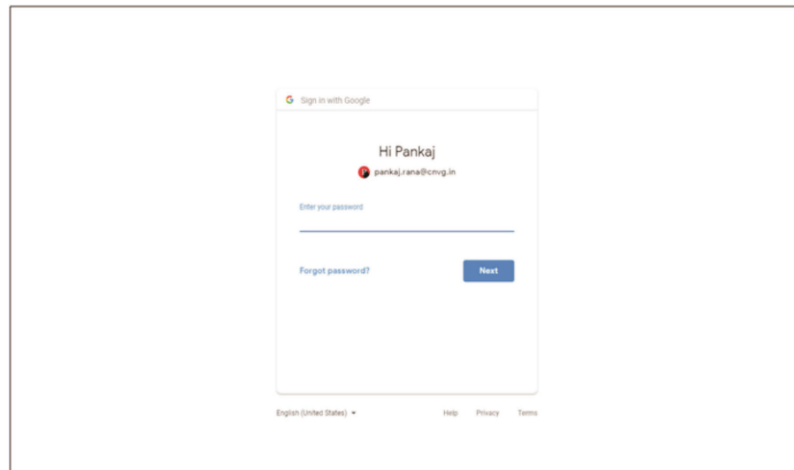 Sign in with Google
Hi Pankaj
pankaj.rana@cnvg.in
Enter your password
Forgot password? Next
English (United States) Help Privacy Terms